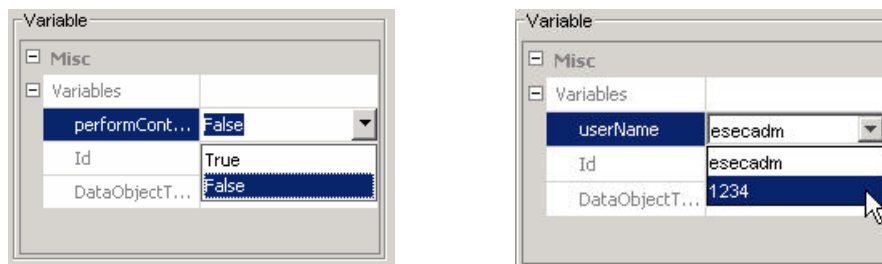 Variable
Misc
Variables
performCont... False
Id True
DataObjectT... False
Variable
Misc
Variables
userName esecadm
Id esecadm
DataObjectT... 1234